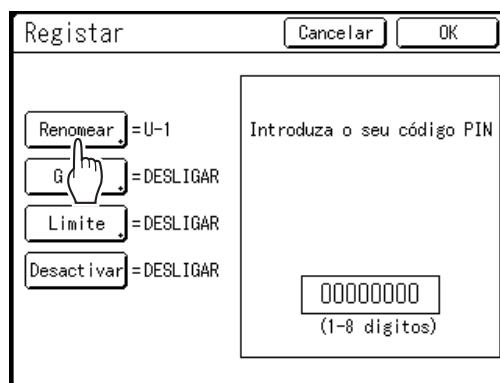 Registar Cancelar OK
Renomear =U-1
=DESLIGAR
Limite =DESLIGAR
Desactivar =DESLIGAR
Introduza o seu código PIN
00000000
(1-8 digitos)